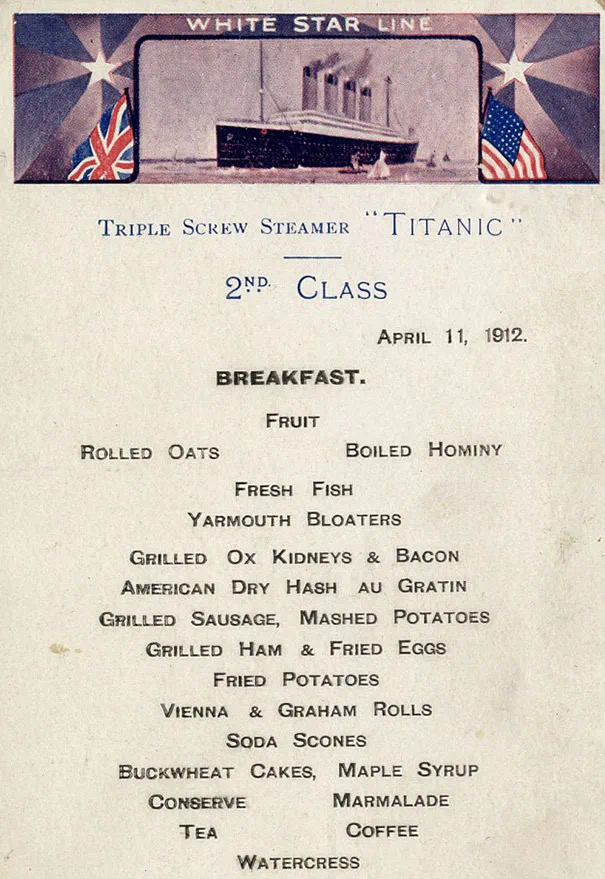 WHITE STAR LINE
TRIPLE SCREW STEAMER "TITANIC"
2ND. CLASS
APRIL 11, 1912.
BREAKFAST.
FRUIT
ROLLED OATS BOILED HOMINY
FRESH FISH
YARMOUTH BLOATERS
GRILLED OX KIDNEYS & BACON
AMERICAN DRY HASH AU GRATIN
GRILLED SAUSAGE, MASHED POTATOES
GRILLED HAM & FRIED EGGS
FRIED POTATOES
VIENNA & GRAHAM ROLLS
SODA SCONES
BUCKWHEAT CAKES, MAPLE SYRUP
CONSERVE MARMALADE
TEA COFFEE
WATERCRESS